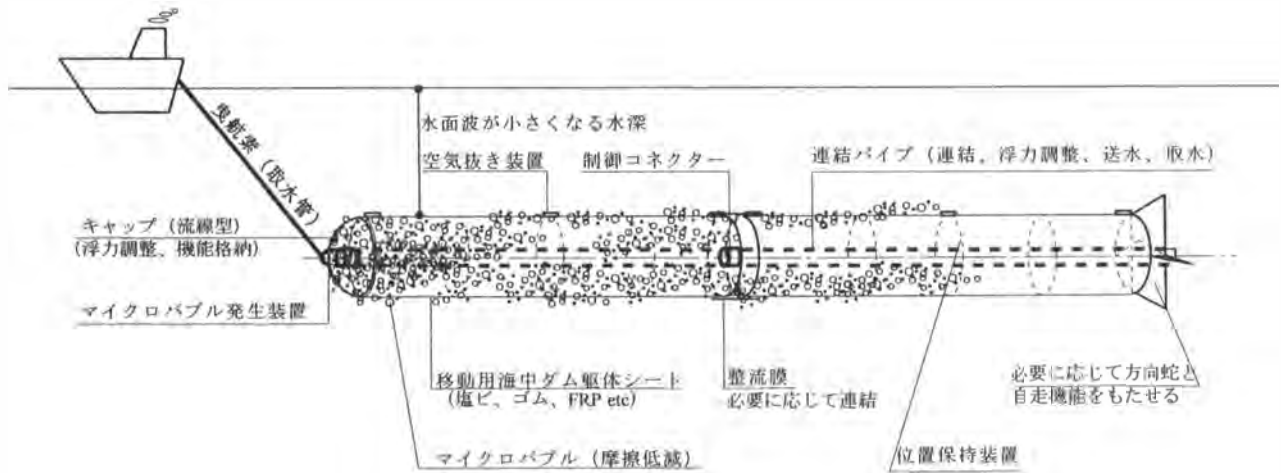 曳航索（取水管）
水面波が小さくなる水深
空気抜き装置
制御コネクター
連結パイプ（連結、浮力調整、送水、取水）
キャップ（流線型）
(浮力調整、機能格納)
マイクロバブル発生装置
移動用海中ダム躯体シート
(塩ビ、ゴム、FRP etc)
整流膜
必要に応じて連結
必要に応じて方向蛇と
自走機能をもたせる
マイクロバブル（摩擦低減）
位置保持装置